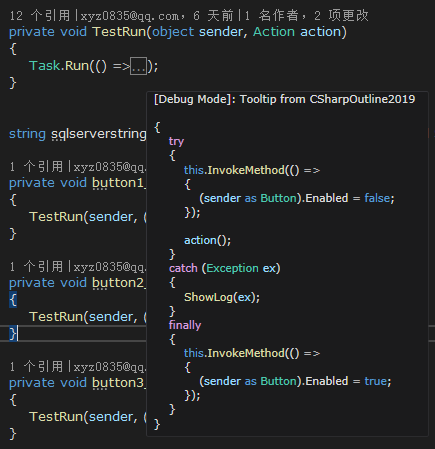 12 个引用|xyz0835@qq.com，6 天前|1 名作者，2 项更改
private void TestRun(object sender, Action action)
{
Task.Run(() =>...);
}
string sqlserverstring
1 个引用|xyz0835@qq.
private void button1_
{
TestRun(sender, (
}
1 个引用|xyz0835@qq.
private void button2_
{
TestRun(sender, (
}
1 个引用|xyz0835@qq.
private void button3_
{
TestRun(sender, (
}
[Debug Mode]: Tooltip from CSharpOutline2019
{
try
{
this.InvokeMethod(() =>
{
(sender as Button).Enabled = false;
});
action();
}
catch (Exception ex)
{
ShowLog(ex);
}
finally
{
this.InvokeMethod(() =>
{
(sender as Button).Enabled = true;
});
}
}